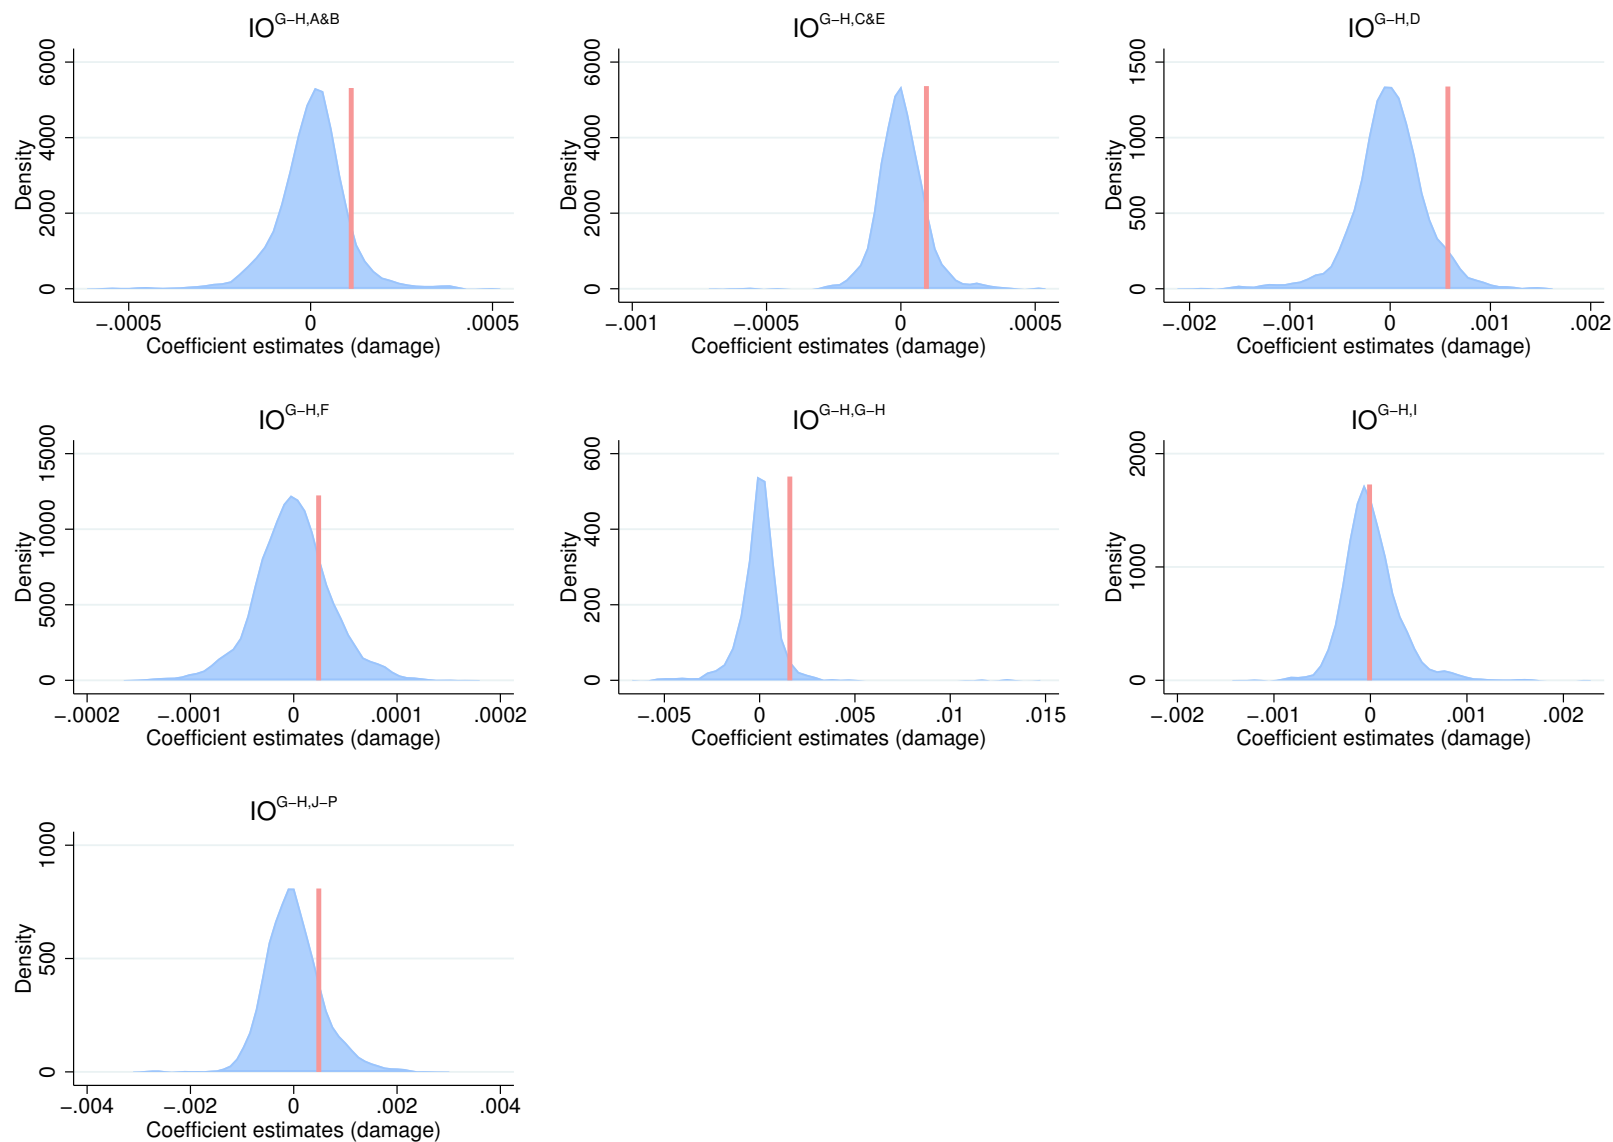 IO^G−H,A&B
Density
6000
4000
2000
0
−.0005 0 .0005
Coefficient estimates (damage)
IO^G−H,C&E
Density
6000
4000
2000
0
−.001 −.0005 0 .0005
Coefficient estimates (damage)
IO^G−H,D
Density
1500
1000
500
0
−.002 −.001 0 .001 .002
Coefficient estimates (damage)
IO^G−H,F
Density
15000
10000
5000
0
−.0002 −.0001 0 .0001 .0002
Coefficient estimates (damage)
IO^G−H,G−H
Density
600
400
200
0
−.005 0 .005 .01 .015
Coefficient estimates (damage)
IO^G−H,I
Density
2000
1000
0
−.002 −.001 0 .001 .002
Coefficient estimates (damage)
IO^G−H,J−P
Density
1000
500
0
−.004 −.002 0 .002 .004
Coefficient estimates (damage)